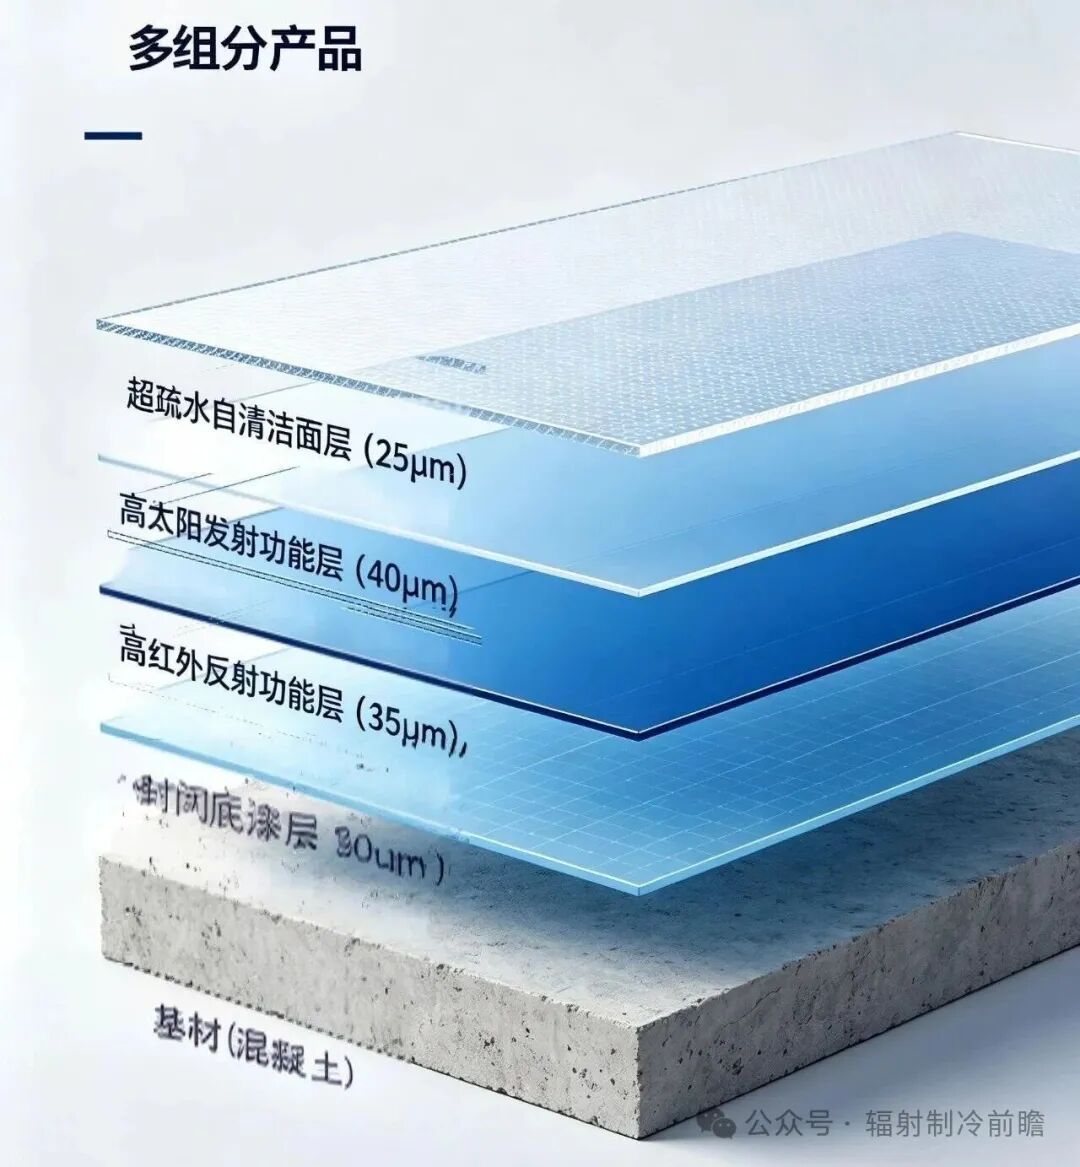 多组分产品
超疏水自清洁面层 (25μm)
高太阳发射功能层 (40μm)
高红外反射功能层 (35μm)
封闭底漆层 30um)
基材(混凝土)
公众号 · 辐射制冷前瞻